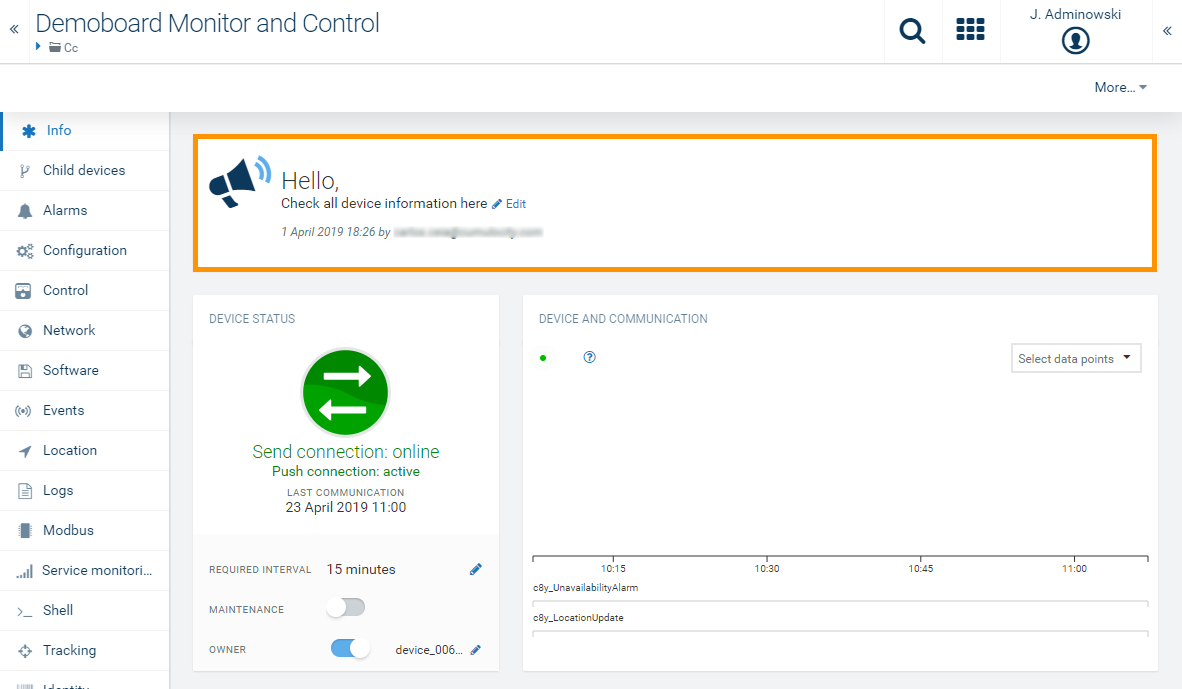 Demoboard Monitor and Control
Cc
J. Adminowski
More...
Info
Child devices
Alarms
Configuration
Control
Network
Software
Events
Location
Logs
Modbus
Service monitori...
Shell
Tracking
Identity
Hello,
Check all device information here Edit
1 April 2019 18:26 by
DEVICE STATUS
Send connection: online
Push connection: active
LAST COMMUNICATION
23 April 2019 11:00
REQUIRED INTERVAL 15 minutes
MAINTENANCE
OWNER device_006...
DEVICE AND COMMUNICATION
Select data points
10:15 10:30 10:45 11:00
c8y_UnavailabilityAlarm
c8y_LocationUpdate